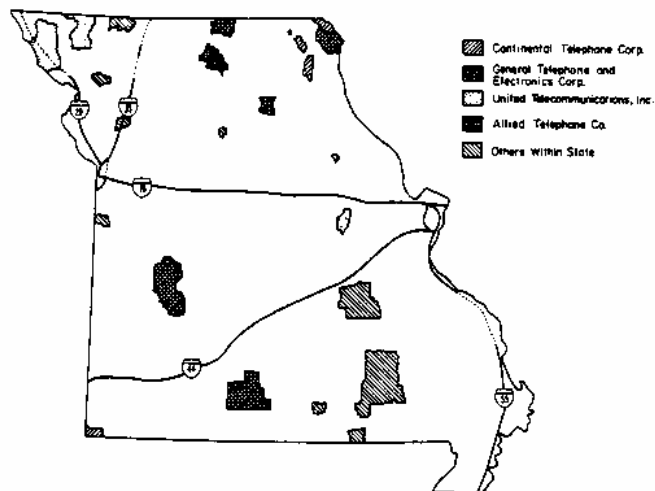 Continental Telephone Corp.
General Telephone and
Electronics Corp.
United Telecommunications, Inc.
Allied Telephone Co.
Others Within State
29
35
70
44
55